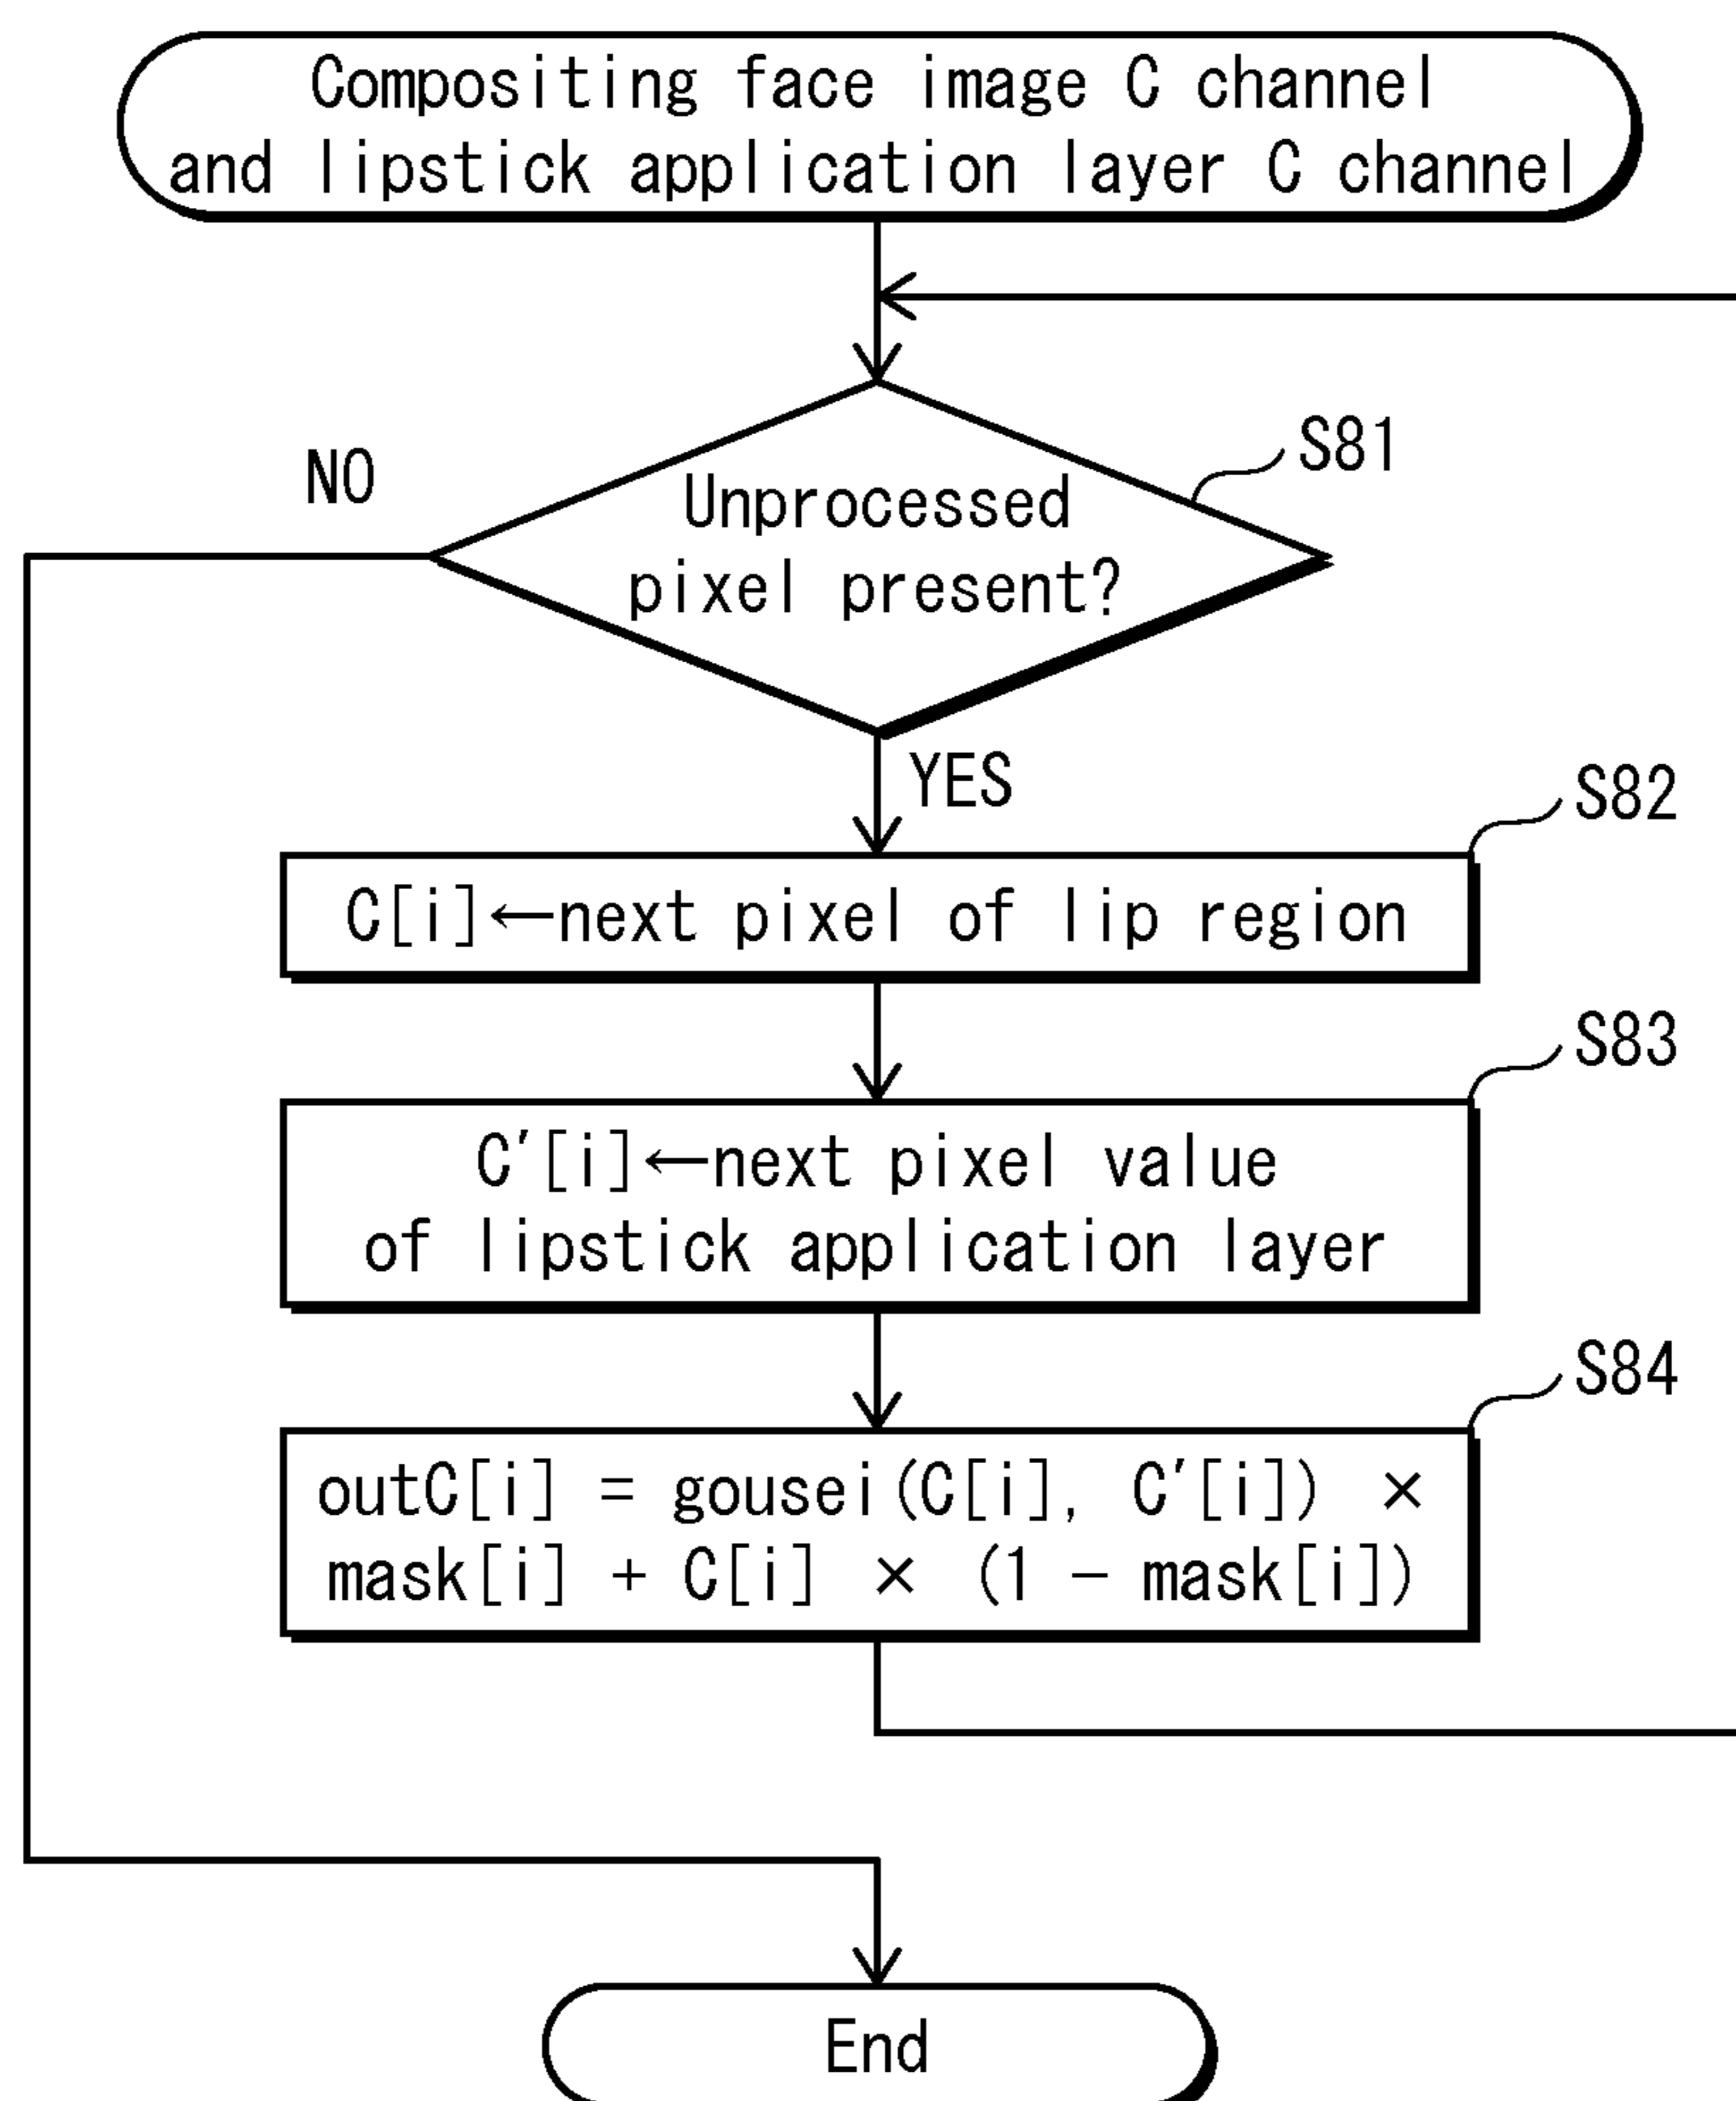 Compositing face image C channel
and lipstick application layer C channel
S81
NO
Unprocessed
pixel present?
YES
S82
C[i]←next pixel of lip region
S83
C′[i]←next pixel value
of lipstick application layer
S84
outC[i] = gousei(C[i], C′[i]) ×
mask[i] + C[i] × (1 − mask[i])
End